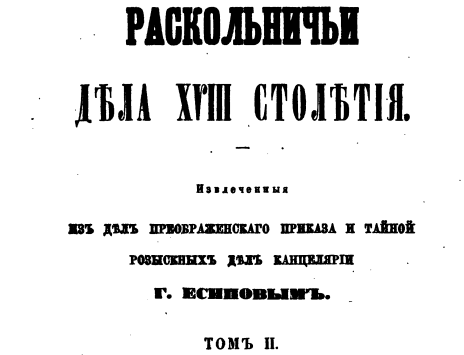 РАСКОЛЬНИЧЬИ
ДѢЛА XVIII СТОЛѢТІЯ.
Извлеченныя
ИЗЪ ДѢЛЪ ПРЕОБРАЖЕНСКАГО ПРИКАЗА И ТАЙНОЙ
РОЗЫСКНЫХЪ ДѢЛЪ КАНЦЕЛЯРІИ
Г. ЕСИПОВЫМЪ.
ТОМЪ II.